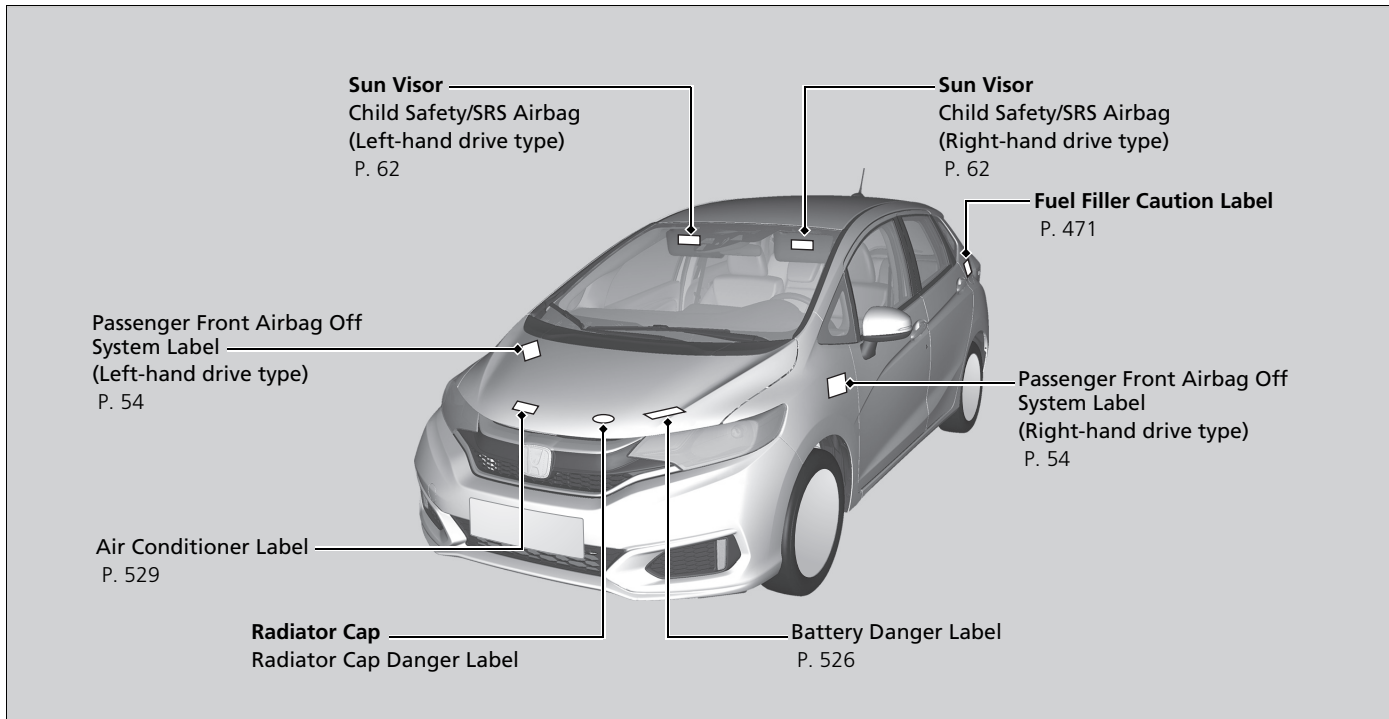 Sun Visor
Child Safety/SRS Airbag
(Left-hand drive type)
P. 62
Sun Visor
Child Safety/SRS Airbag
(Right-hand drive type)
P. 62
Fuel Filler Caution Label
P. 471
Passenger Front Airbag Off
System Label
(Left-hand drive type)
P. 54
Passenger Front Airbag Off
System Label
(Right-hand drive type)
P. 54
Air Conditioner Label
P. 529
Radiator Cap
Radiator Cap Danger Label
Battery Danger Label
P. 526